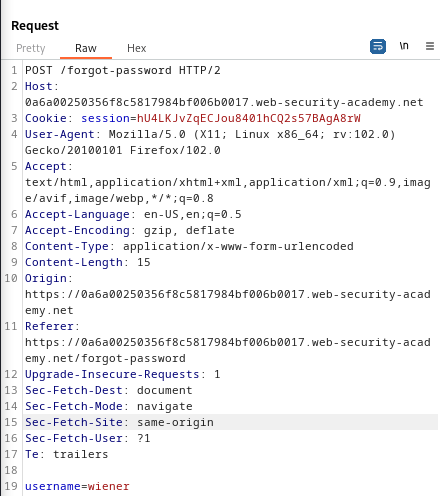 Request
Pretty Raw Hex \n
1 POST /forgot-password HTTP/2
2 Host:
0a6a00250356f8c5817984bf006b0017.web-security-academy.net
3 Cookie: session=hU4LKJvZqECJou8401hCQ2s57BAgA8rW
4 User-Agent: Mozilla/5.0 (X11; Linux x86_64; rv:102.0)
Gecko/20100101 Firefox/102.0
5 Accept:
text/html,application/xhtml+xml,application/xml;q=0.9,imag
e/avif,image/webp,*/*;q=0.8
6 Accept-Language: en-US,en;q=0.5
7 Accept-Encoding: gzip, deflate
8 Content-Type: application/x-www-form-urlencoded
9 Content-Length: 15
10 Origin:
https://0a6a00250356f8c5817984bf006b0017.web-security-acad
emy.net
11 Referer:
https://0a6a00250356f8c5817984bf006b0017.web-security-acad
emy.net/forgot-password
12 Upgrade-Insecure-Requests: 1
13 Sec-Fetch-Dest: document
14 Sec-Fetch-Mode: navigate
15 Sec-Fetch-Site: same-origin
16 Sec-Fetch-User: ?1
17 Te: trailers
18
19 username=wiener